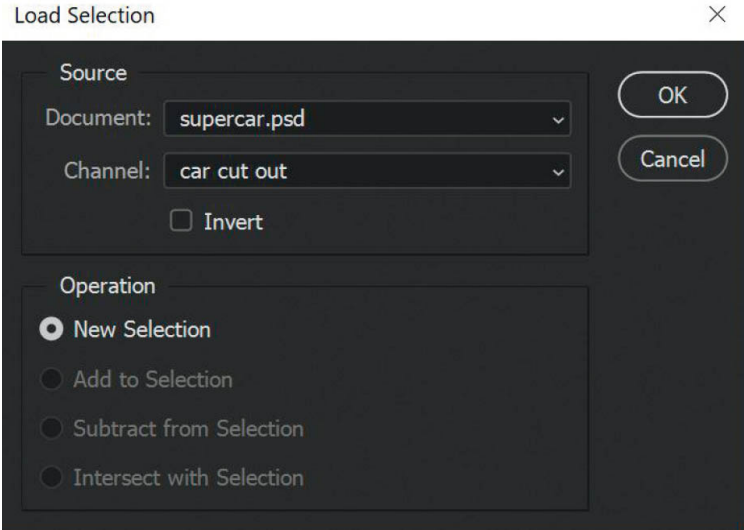 Load Selection
Source
Document: supercar.psd
OK
Channel: car cut out
Cancel
Invert
Operation
New Selection
Add to Selection
Subtract from Selection
Intersect with Selection